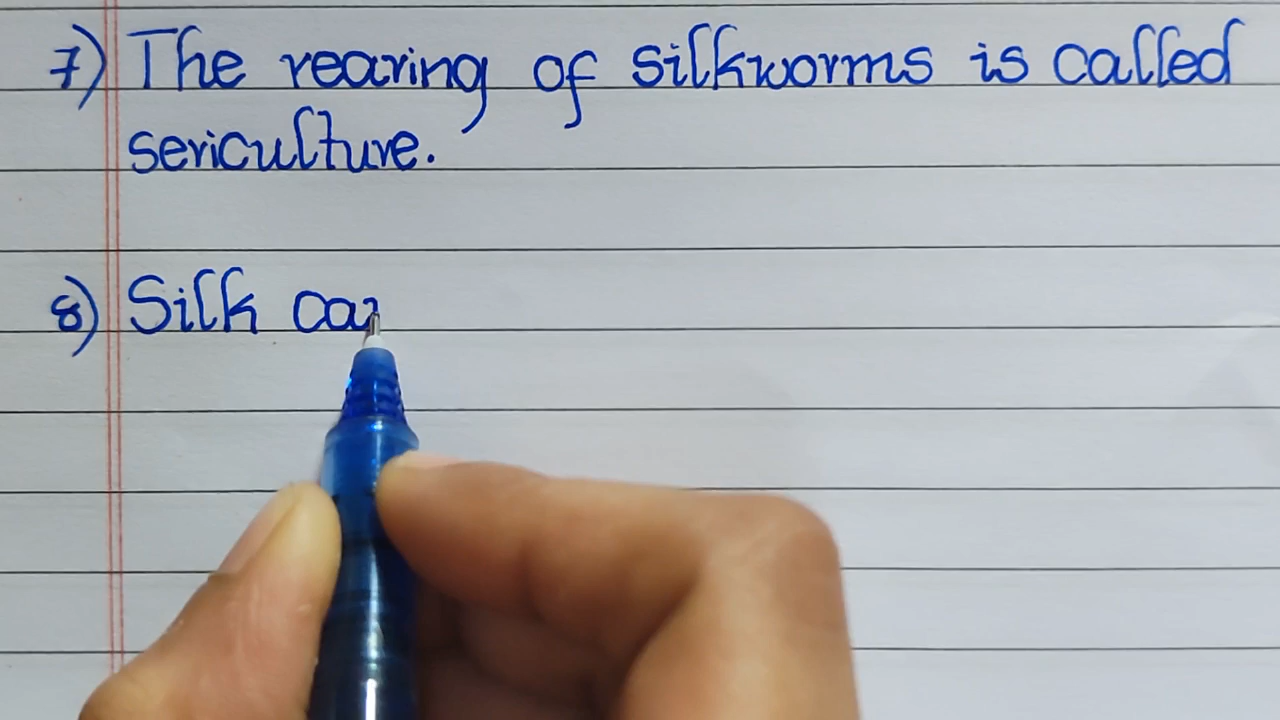 7) The rearing of silkworms is called
sericulture.
8) Silk ca